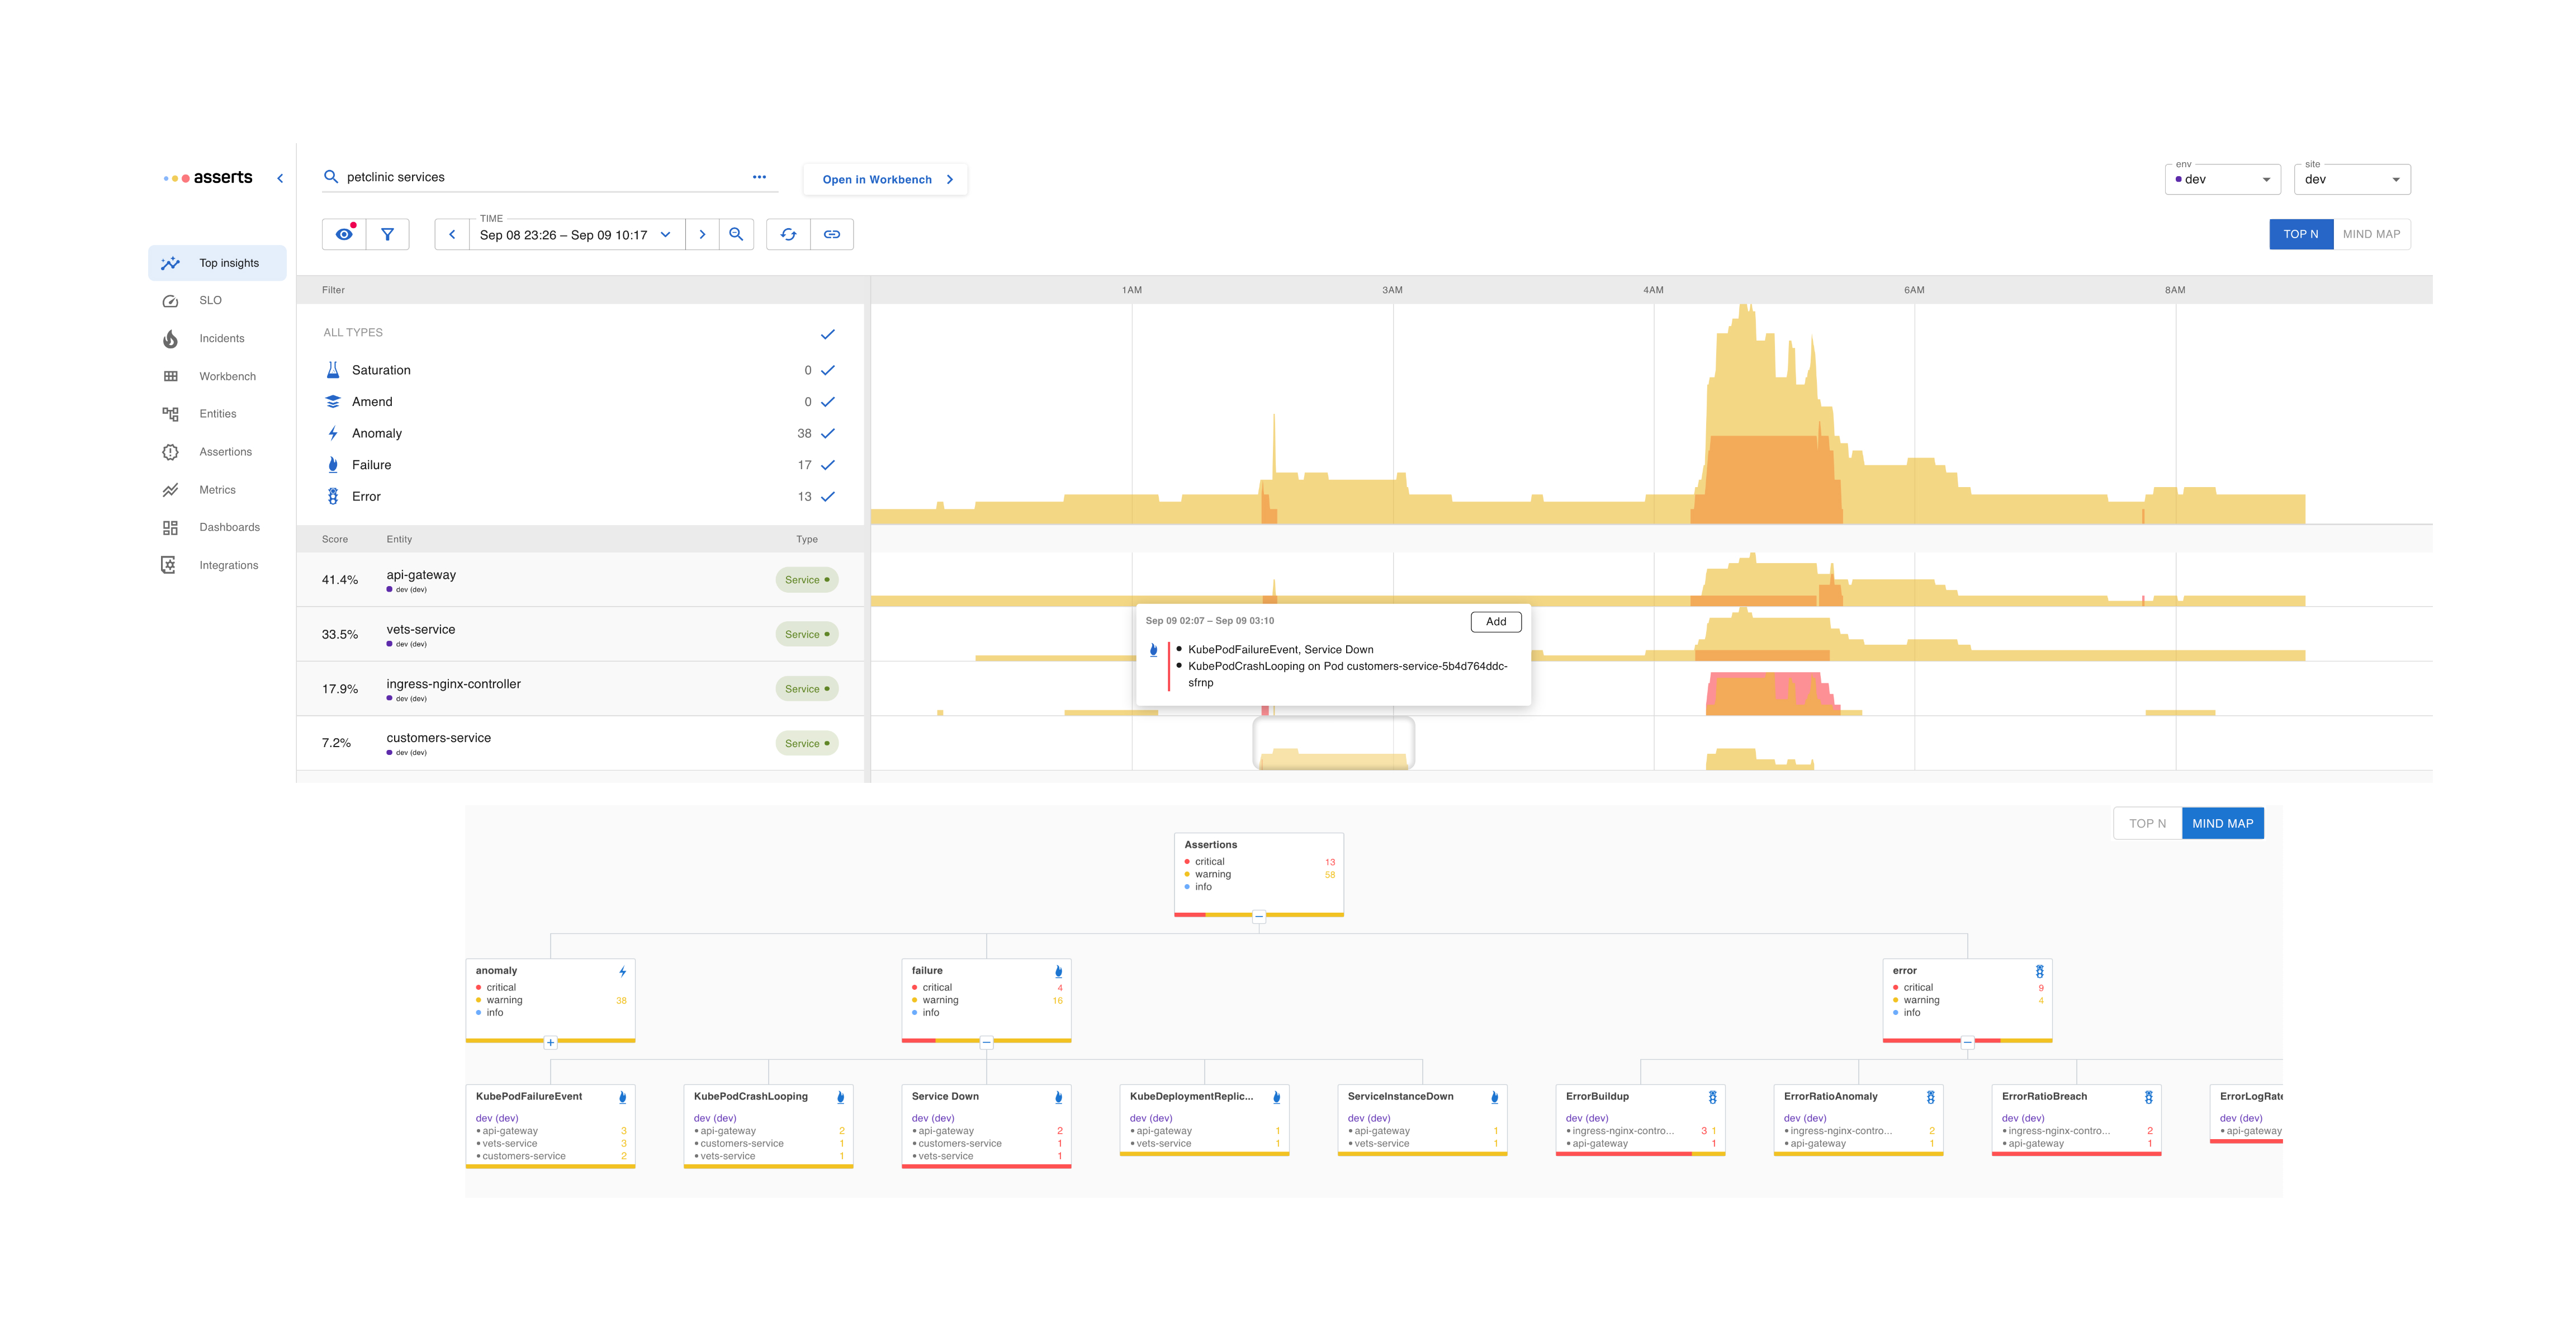 asserts
petclinic services
Open in Workbench
env
dev
site
dev
TIME
Sep 08 23:26 – Sep 09 10:17
TOP N
MIND MAP
Top insights
SLO
Incidents
Workbench
Entities
Assertions
Metrics
Dashboards
Integrations
Filter
1AM
3AM
4AM
6AM
8AM
ALL TYPES
Saturation 0
Amend 0
Anomaly 38
Failure 17
Error 13
Score Entity Type
41.4% api-gateway Service
dev (dev)
33.5% vets-service Service
dev (dev)
17.9% ingress-nginx-controller Service
dev (dev)
7.2% customers-service Service
dev (dev)
Sep 09 02:07 – Sep 09 03:10
Add
KubePodFailureEvent, Service Down
KubePodCrashLooping on Pod customers-service-5b4d764ddc-
sfrnp
TOP N
MIND MAP
Assertions
critical 13
warning 58
info
anomaly
critical
warning 38
info
failure
critical 4
warning 16
info
error
critical 9
warning 4
info
KubePodFailureEvent
dev (dev)
api-gateway 3
vets-service 3
customers-service 2
KubePodCrashLooping
dev (dev)
api-gateway 2
customers-service 1
vets-service 1
Service Down
dev (dev)
api-gateway 2
customers-service 1
vets-service 1
KubeDeploymentReplic...
dev (dev)
api-gateway 1
vets-service 1
ServiceInstanceDown
dev (dev)
api-gateway 1
vets-service 1
ErrorBuildup
dev (dev)
ingress-nginx-contro... 3 1
api-gateway 1
ErrorRatioAnomaly
dev (dev)
ingress-nginx-contro... 2
api-gateway 1
ErrorRatioBreach
dev (dev)
ingress-nginx-contro... 2
api-gateway 1
ErrorLogRate
dev (dev)
api-gateway